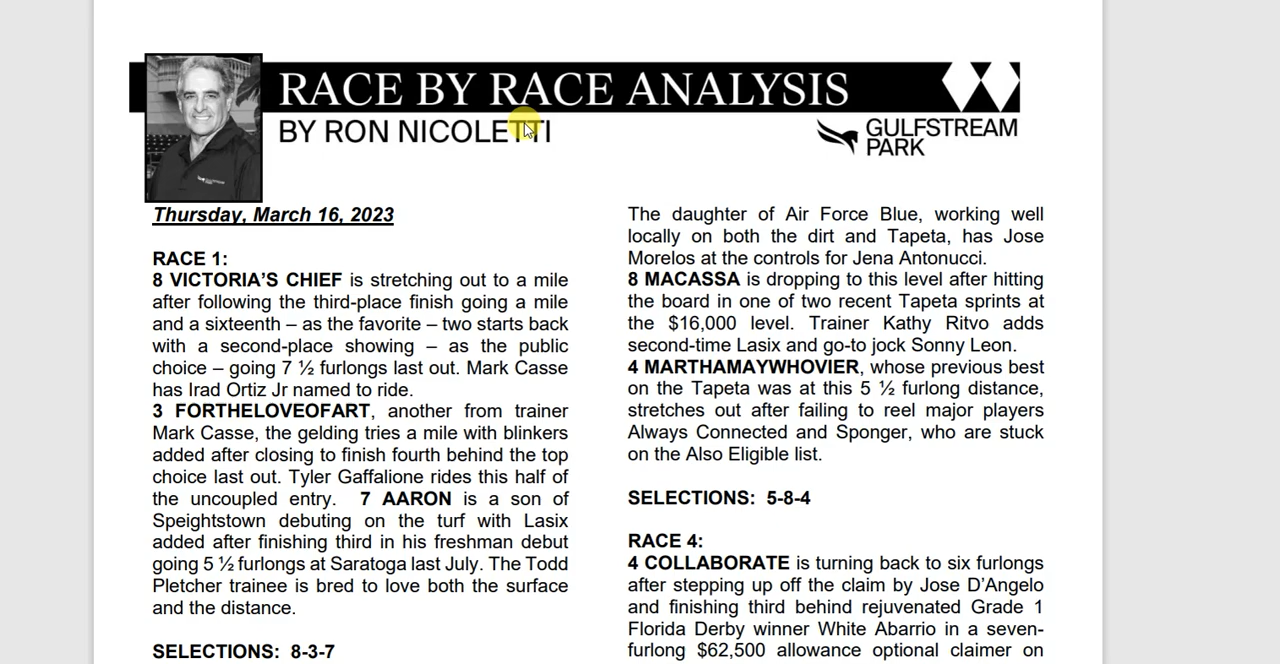 RACE BY RACE ANALYSIS
BY RON NICOLETTI
GULFSTREAM
PARK
Thursday, March 16, 2023
RACE 1:
8 VICTORIA’S CHIEF is stretching out to a mile
after following the third-place finish going a mile
and a sixteenth – as the favorite – two starts back
with a second-place showing – as the public
choice – going 7 ½ furlongs last out. Mark Casse
has Irad Ortiz Jr named to ride.
3 FORTHELOVEOFART, another from trainer
Mark Casse, the gelding tries a mile with blinkers
added after closing to finish fourth behind the top
choice last out. Tyler Gaffalione rides this half of
the uncoupled entry. 7 AARON is a son of
Speightstown debuting on the turf with Lasix
added after finishing third in his freshman debut
going 5 ½ furlongs at Saratoga last July. The Todd
Pletcher trainee is bred to love both the surface
and the distance.
SELECTIONS: 8-3-7
The daughter of Air Force Blue, working well
locally on both the dirt and Tapeta, has Jose
Morelos at the controls for Jena Antonucci.
8 MACASSA is dropping to this level after hitting
the board in one of two recent Tapeta sprints at
the $16,000 level. Trainer Kathy Ritvo adds
second-time Lasix and go-to jock Sonny Leon.
4 MARTHAMAYWHOVIER, whose previous best
on the Tapeta was at this 5 ½ furlong distance,
stretches out after failing to reel major players
Always Connected and Sponger, who are stuck
on the Also Eligible list.
SELECTIONS: 5-8-4
RACE 4:
4 COLLABORATE is turning back to six furlongs
after stepping up off the claim by Jose D’Angelo
and finishing third behind rejuvenated Grade 1
Florida Derby winner White Abarrio in a seven-
furlong $62,500 allowance optional claimer on